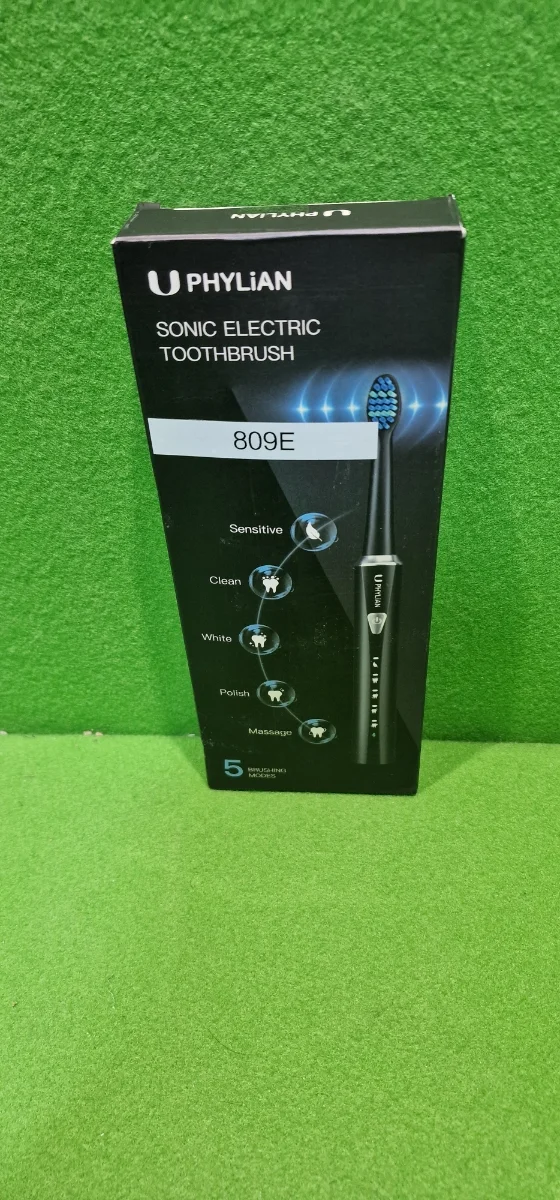 U PHYLiAN
U PHYLiAN
SONIC ELECTRIC
TOOTHBRUSH
809E
Sensitive
Clean
U PHYLIAN
White
Polish
Massage
5 BRUSHING
MODES